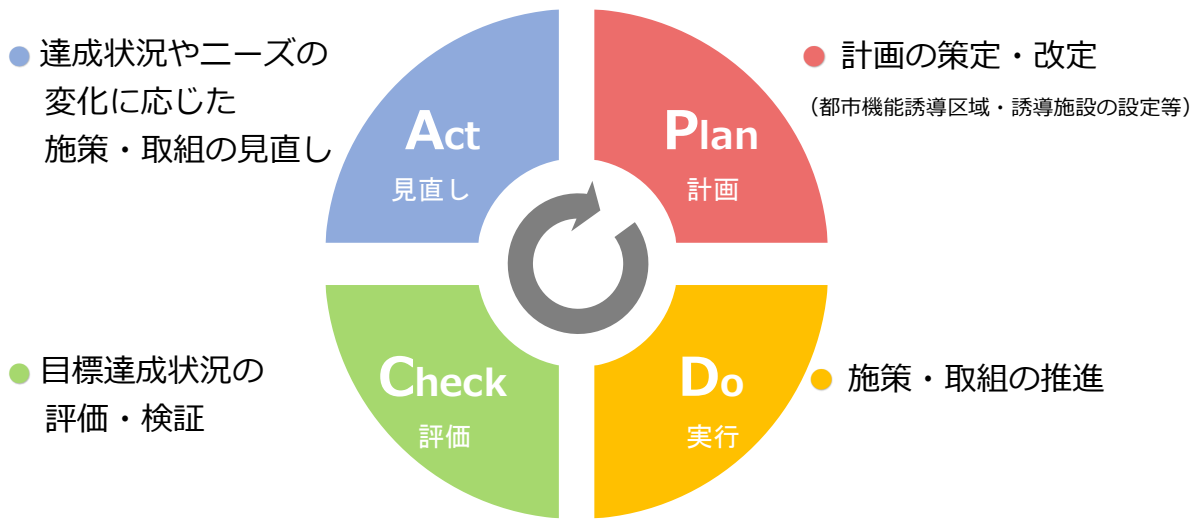 達成状況やニーズの
変化に応じた
施策・取組の見直し
Act
見直し
Plan
計画
計画の策定・改定
（都市機能誘導区域・誘導施設の設定等）
目標達成状況の
評価・検証
Check
評価
Do
実行
施策・取組の推進